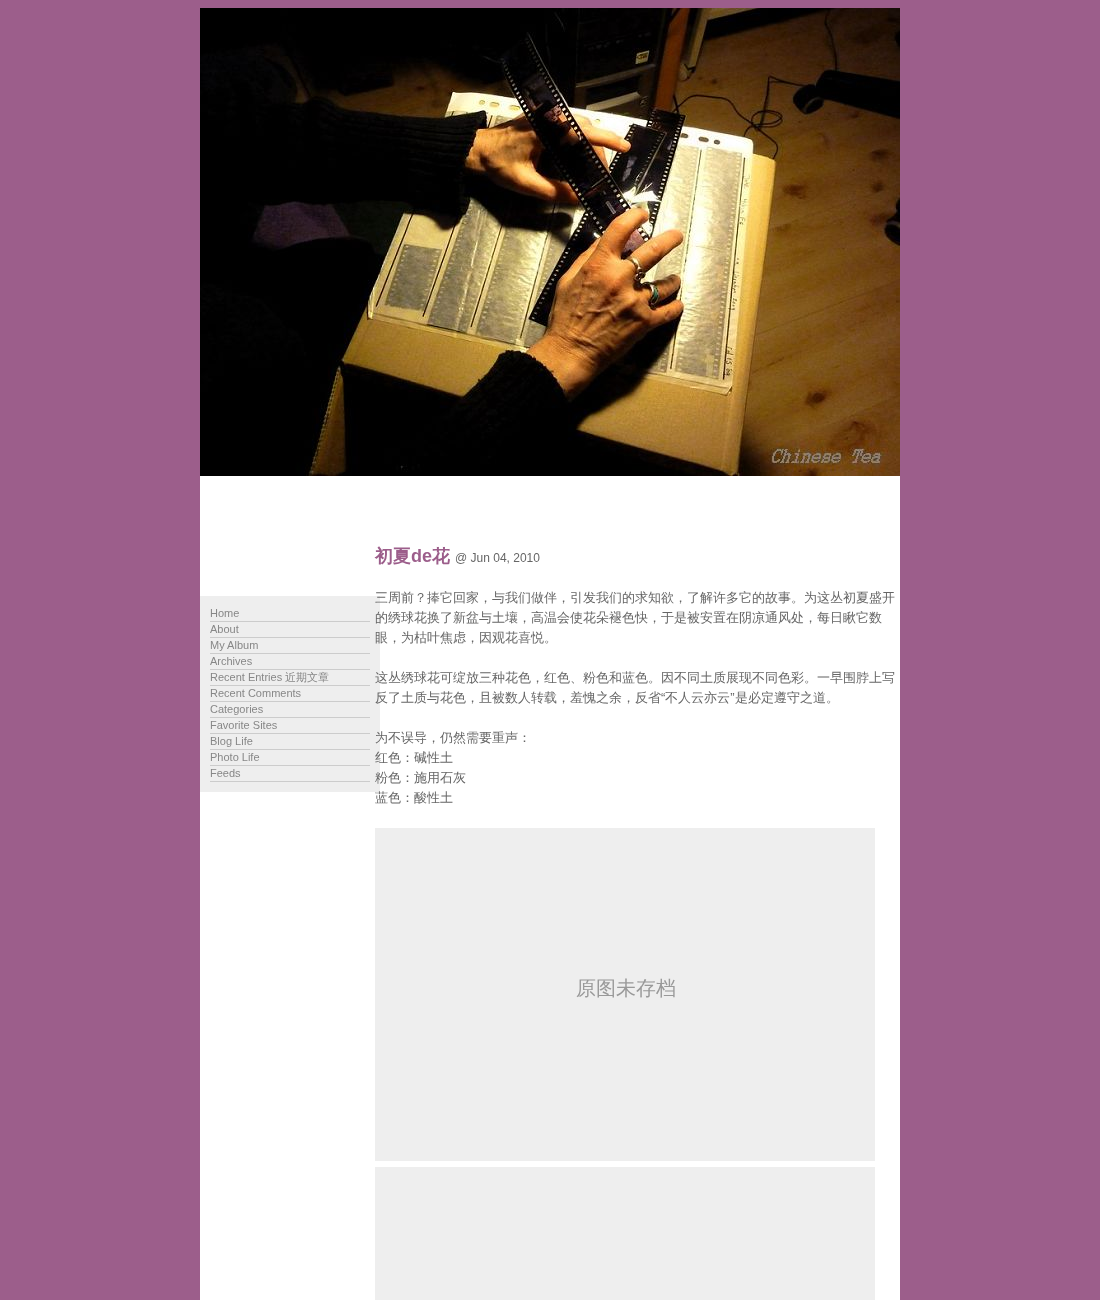 Chinese Tea
初夏de花 @ Jun 04, 2010
三周前？捧它回家，与我们做伴，引发我们的求知欲，了解许多它的故事。为这丛初夏盛开
的绣球花换了新盆与土壤，高温会使花朵褪色快，于是被安置在阴凉通风处，每日瞅它数
眼，为枯叶焦虑，因观花喜悦。
这丛绣球花可绽放三种花色，红色、粉色和蓝色。因不同土质展现不同色彩。一早围脖上写
反了土质与花色，且被数人转载，羞愧之余，反省“不人云亦云”是必定遵守之道。
为不误导，仍然需要重声：
红色：碱性土
粉色：施用石灰
蓝色：酸性土
Home
About
My Album
Archives
Recent Entries 近期文章
Recent Comments
Categories
Favorite Sites
Blog Life
Photo Life
Feeds
原图未存档